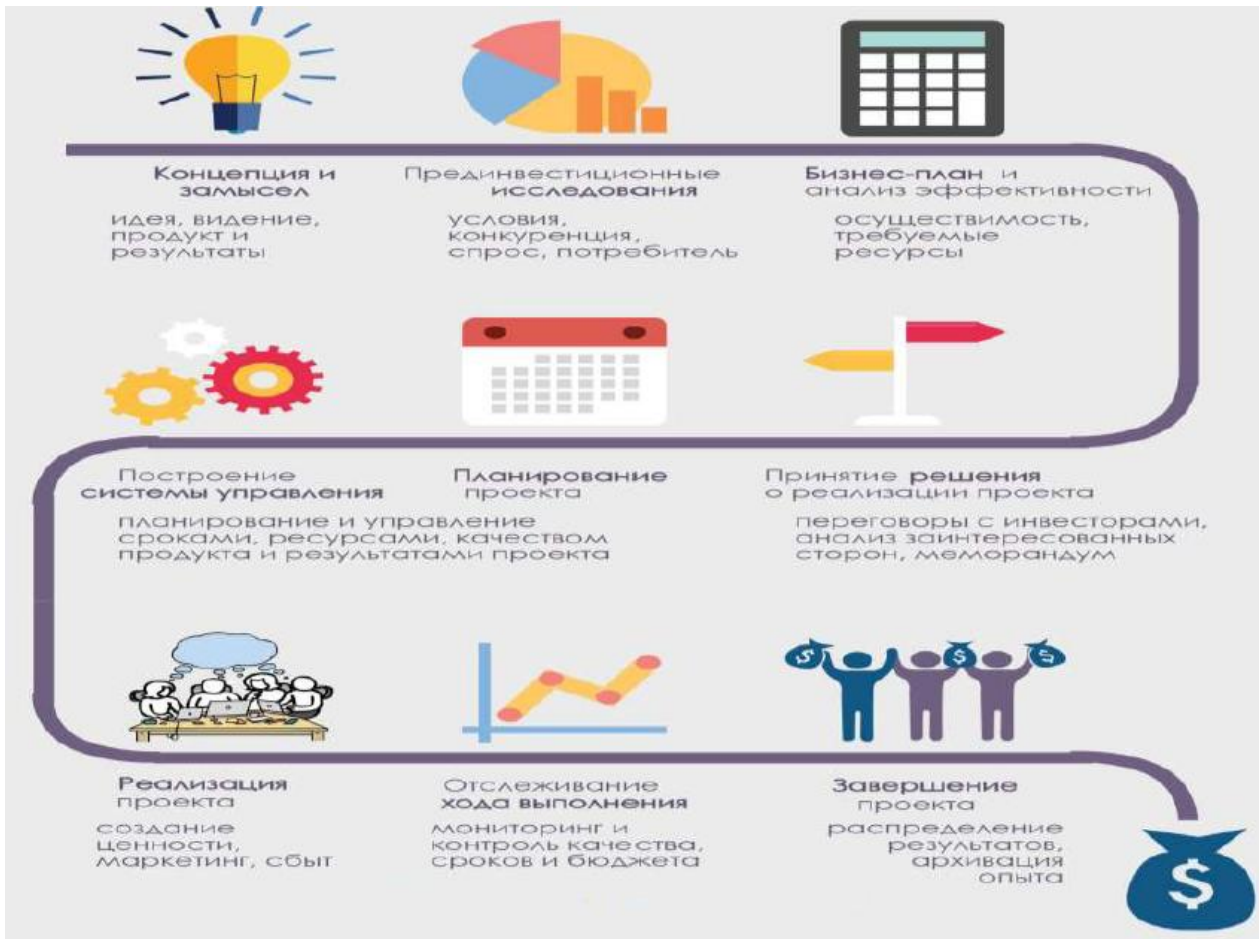 Концепция и
замысел
идея, видение,
продукт и
результаты
Прединвестиционные
исследования
условия,
конкуренция,
спрос, потребитель
Бизнес-план и
анализ эффективности
осуществимость,
требуемые
ресурсы
Принятие решения
о реализации проекта
переговоры с инвесторами,
анализ заинтересованных
сторон, меморандум
Планирование
проекта
Построение
системы управления
планирование и управление
сроками, ресурсами, качеством
продукта и результатами проекта
Реализация
проекта
создание
ценности,
маркетинг, сбыт
Отслеживание
хода выполнения
мониторинг и
контроль качества,
сроков и бюджета
Завершение
проекта
распределение
результатов,
архивация
опыта
$
$
$
$